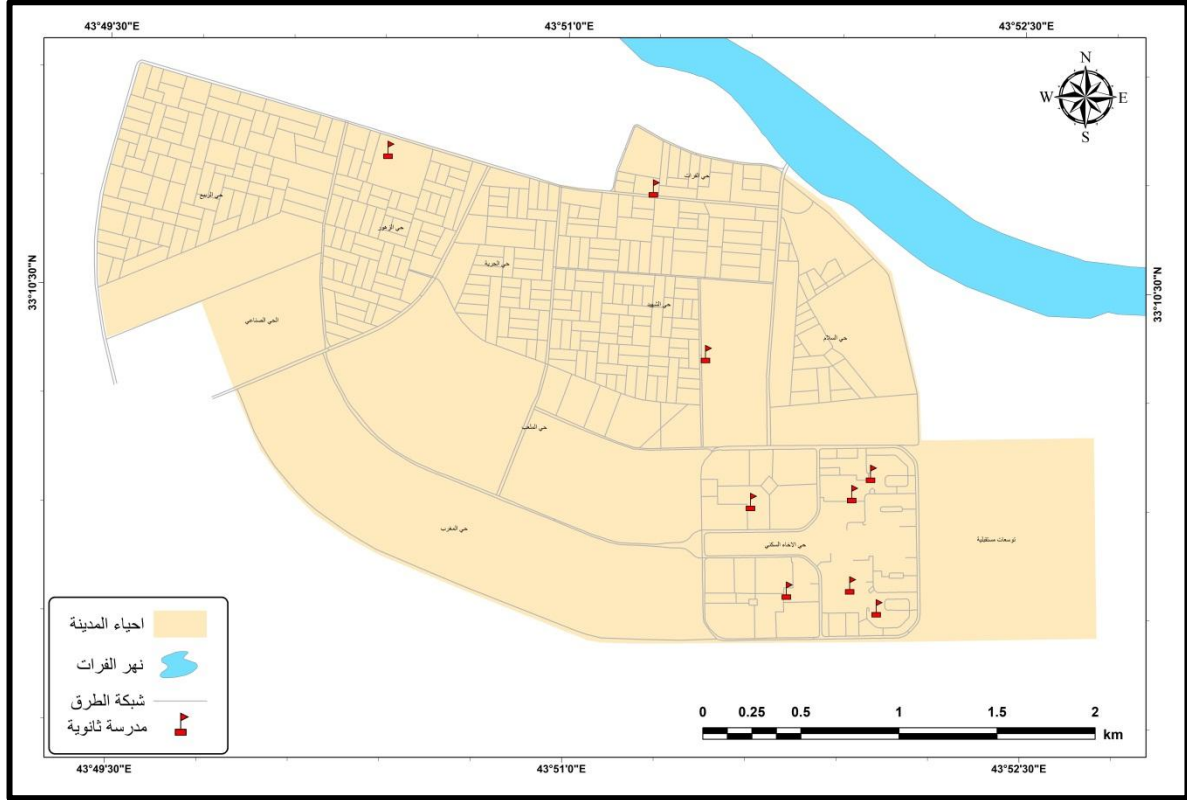 43°49'30"E
43°51'0"E
43°52'30"E
N
W E
S
حي الفرات
حي الربيع
حي الزهور
حي الحرية
33°10'30"N
33°10'30"N
حي الشهيد
الحي الصناعي
حي السلام
حي الملعب
حي المغرب
توسعات مستقبلية
حي الاخاء السكني
احياء المدينة
نهر الفرات
شبكة الطرق
مدرسة ثانوية
0 0.25 0.5 1 1.5 2
km
43°49'30"E
43°51'0"E
43°52'30"E